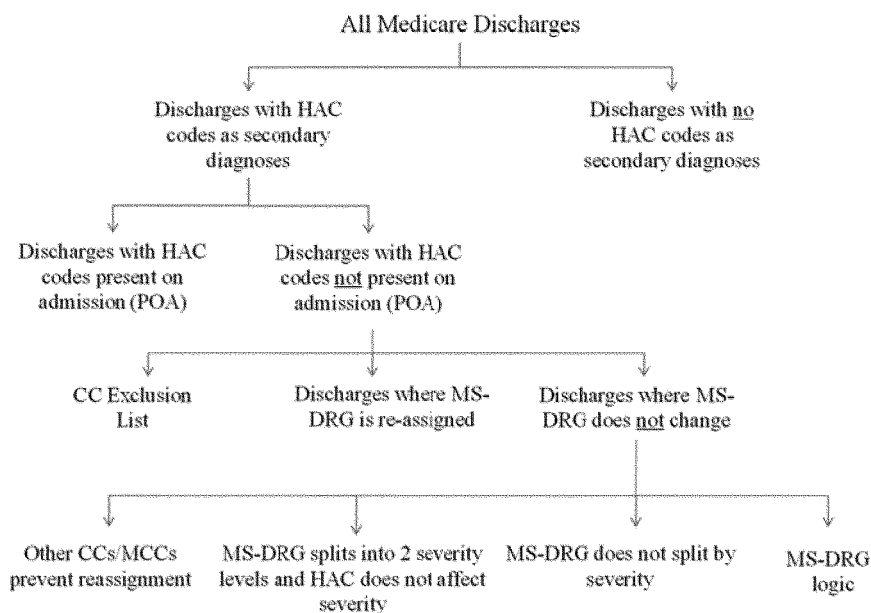 All Medicare Discharges
Discharges with HAC
codes as secondary
diagnoses
Discharges with no
HAC codes as
secondary diagnoses
Discharges with HAC
codes present on
admission (POA)
Discharges with HAC
codes not present on
admission (POA)
CC Exclusion
List
Discharges where MS-
DRG is re-assigned
Discharges where MS-
DRG does not change
Other CCs/MCCs
prevent reassignment
MS-DRG splits into 2 severity
levels and HAC does not affect
severity
MS-DRG does not split by
severity
MS-DRG
logic